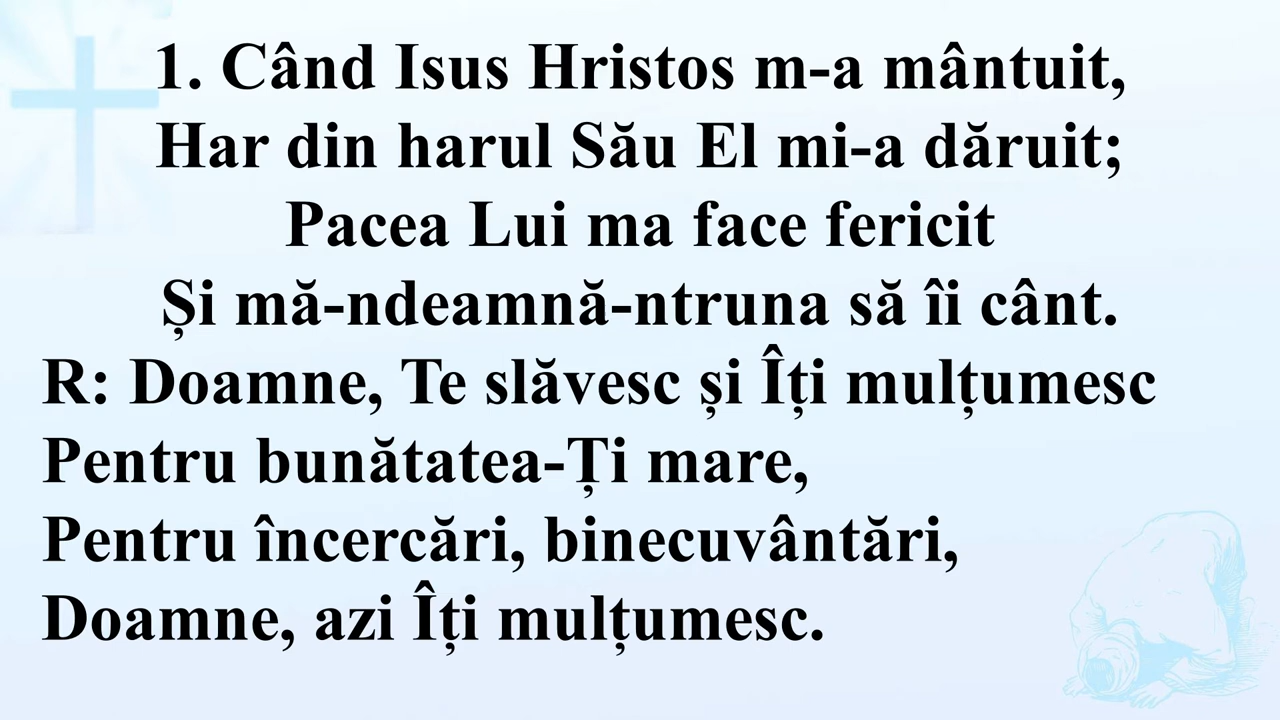 1. Când Isus Hristos m-a mântuit,
Har din harul Său El mi-a dăruit;
Pacea Lui ma face fericit
Și mă-ndeamnă-ntruna să îi cânt.
R: Doamne, Te slăvesc și Îți mulțumesc
Pentru bunătatea-Ți mare,
Pentru încercări, binecuvântări,
Doamne, azi Îți mulțumesc.